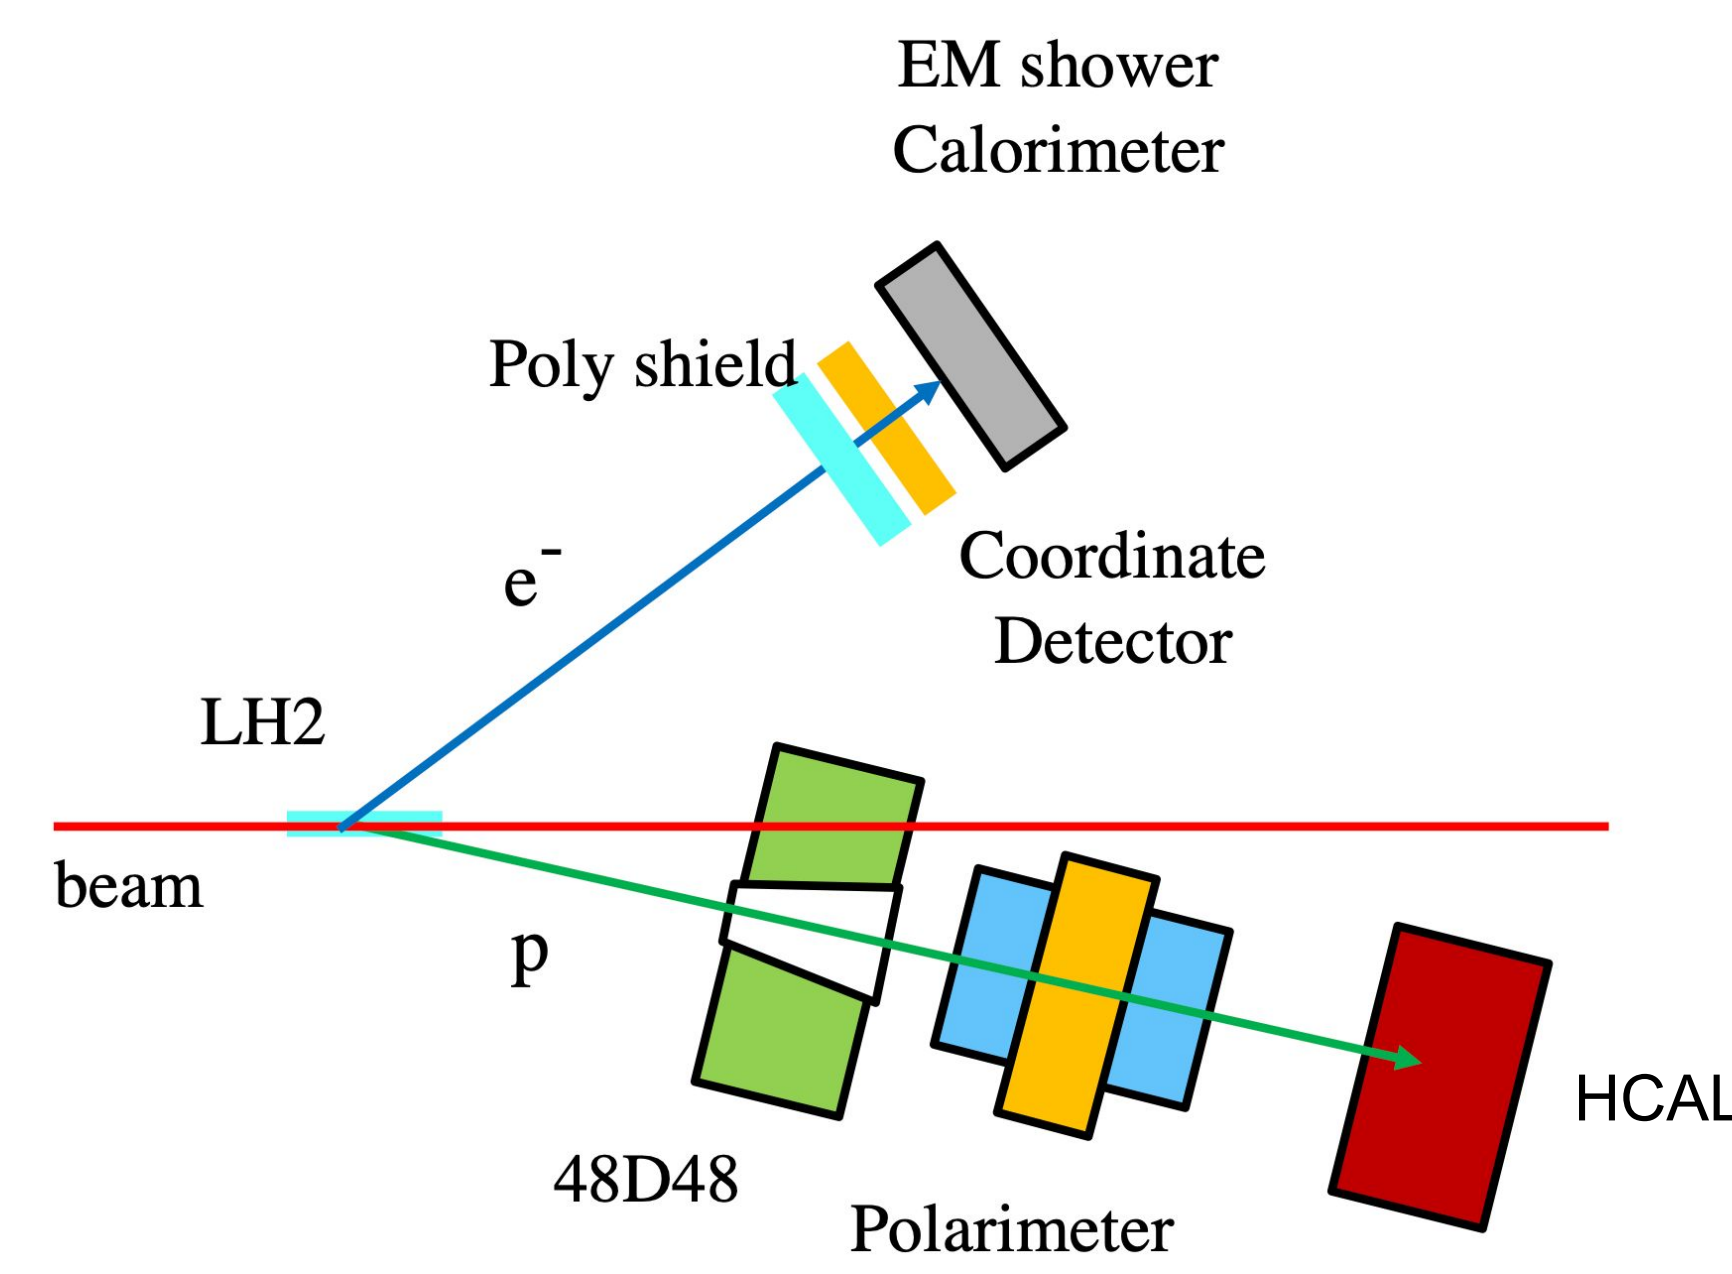 EM shower
Calorimeter
Poly shield
e-
Coordinate
Detector
LH2
beam
p
HCAL
48D48
Polarimeter